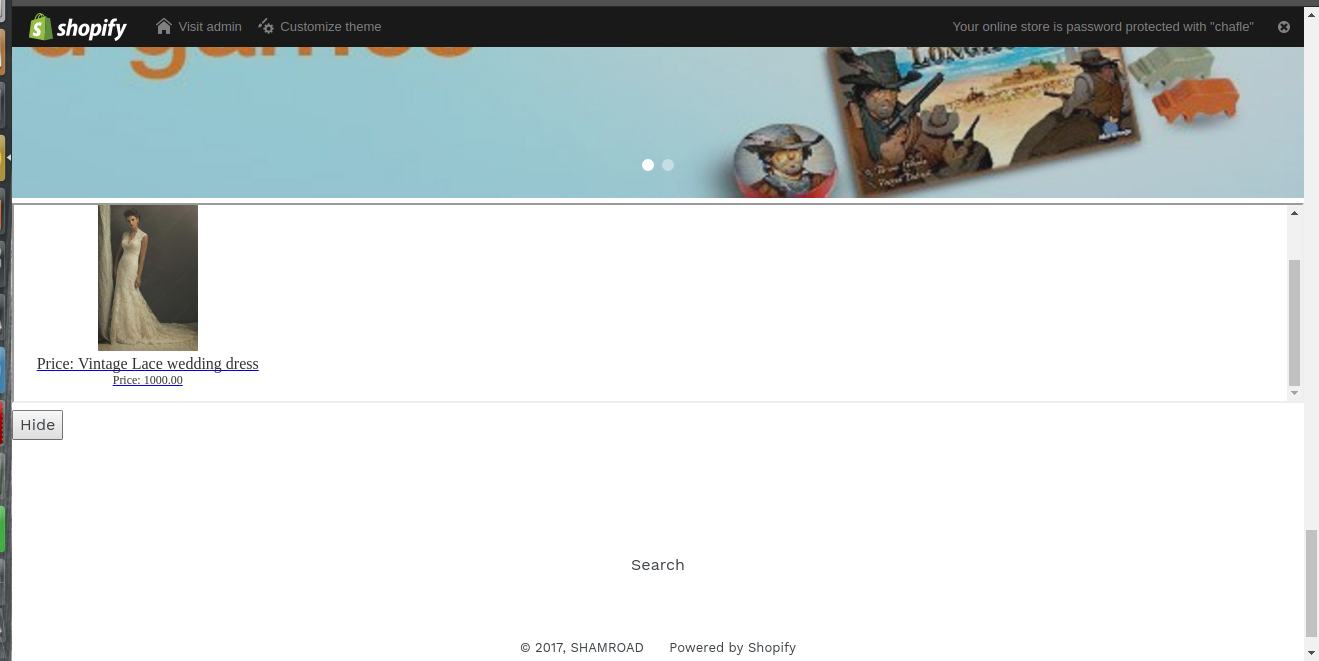 shopify Visit admin Customize theme Your online store is password protected with "chafle"
Price: Vintage Lace wedding dress
Price: 1000.00
Hide
Search
© 2017, SHAMROAD Powered by Shopify